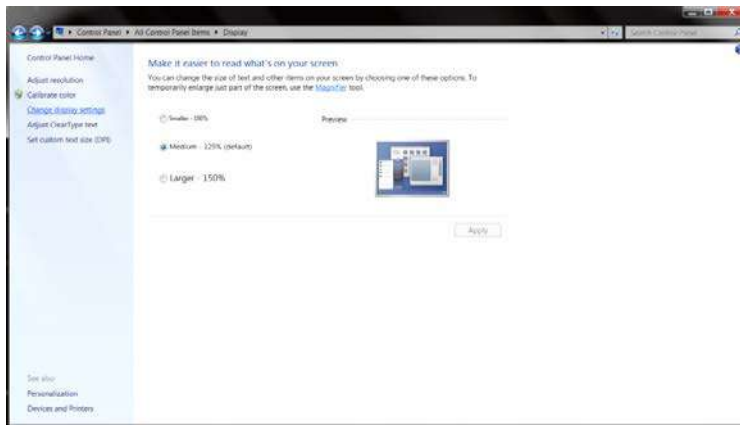 Control Panel ▸ All Control Panel Items ▸ Display
Search Control Panel
Control Panel Home
Adjust resolution
Calibrate color
Change display settings
Adjust ClearType text
Set custom text size (DPI)
See also
Personalization
Devices and Printers
Make it easier to read what's on your screen
You can change the size of text and other items on your screen by choosing one of these options. To
temporarily enlarge just part of the screen, use the Magnifier tool.
Smaller - 100%
Preview
Medium - 125% (default)
Larger - 150%
Apply